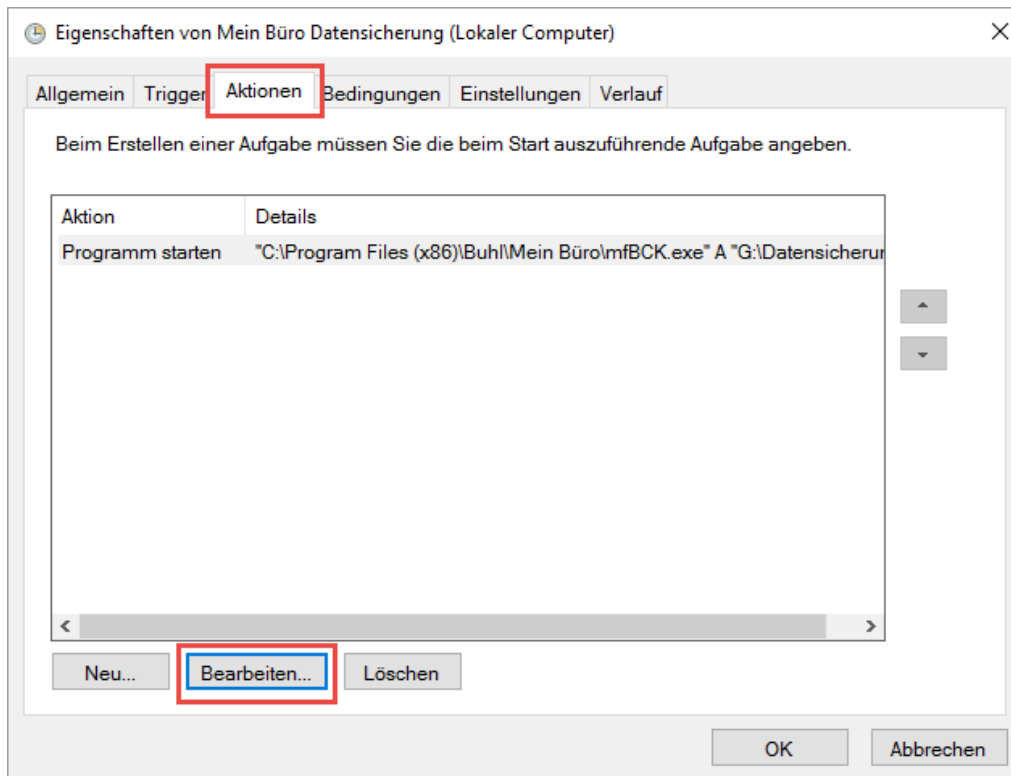 Eigenschaften von Mein Büro Datensicherung (Lokaler Computer)
Allgemein Trigger Aktionen Bedingungen Einstellungen Verlauf
Beim Erstellen einer Aufgabe müssen Sie die beim Start auszuführende Aufgabe angeben.
Aktion Details
Programm starten "C:\Program Files (x86)\Buhl\Mein Büro\mfBCK.exe" A "G:\Datensicherun
Neu... Bearbeiten... Löschen
OK Abbrechen